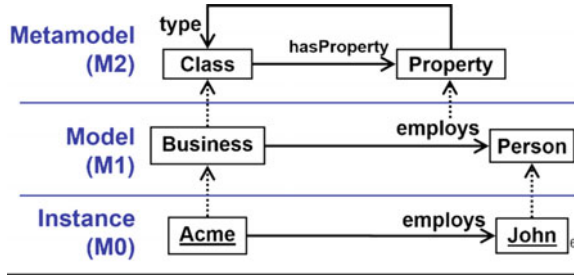 type
Metamodel
(M2)
Class
hasProperty
Property
Model
(M1)
Business
employs
Person
Instance
(M0)
Acme
employs
John